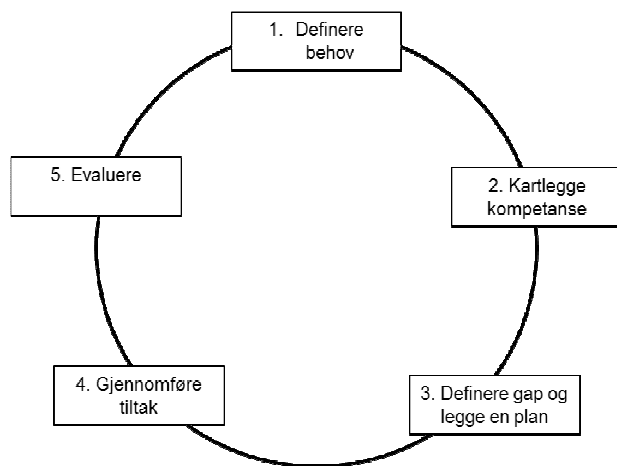 1. Definere
behov
2. Kartlegge
kompetanse
3. Definere gap og
legge en plan
4. Gjennomføre
tiltak
5. Evaluere